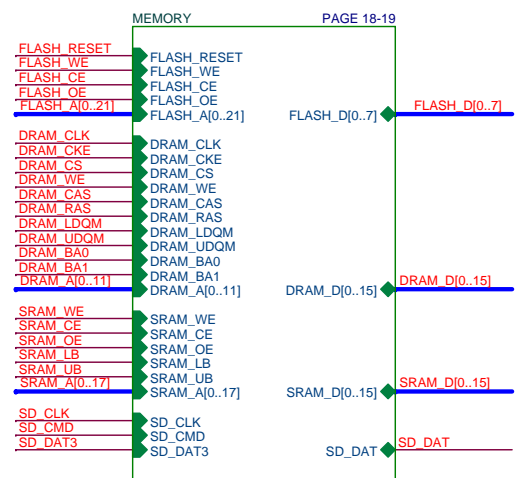 MEMORY PAGE 18-19
FLASH_RESET FLASH_RESET
FLASH_WE FLASH_WE
FLASH_CE FLASH_CE
FLASH_OE FLASH_OE
FLASH_A[0..21] FLASH_A[0..21] FLASH_D[0..7] FLASH_D[0..7]
DRAM_CLK DRAM_CLK
DRAM_CKE DRAM_CKE
DRAM_CS DRAM_CS
DRAM_WE DRAM_WE
DRAM_CAS DRAM_CAS
DRAM_RAS DRAM_RAS
DRAM_LDQM DRAM_LDQM
DRAM_UDQM DRAM_UDQM
DRAM_BA0 DRAM_BA0
DRAM_BA1 DRAM_BA1
DRAM_A[0..11] DRAM_A[0..11] DRAM_D[0..15] DRAM_D[0..15]
SRAM_WE SRAM_WE
SRAM_CE SRAM_CE
SRAM_OE SRAM_OE
SRAM_LB SRAM_LB
SRAM_UB SRAM_UB
SRAM_A[0..17] SRAM_A[0..17] SRAM_D[0..15] SRAM_D[0..15]
SD_CLK SD_CLK
SD_CMD SD_CMD
SD_DAT3 SD_DAT3 SD_DAT SD_DAT